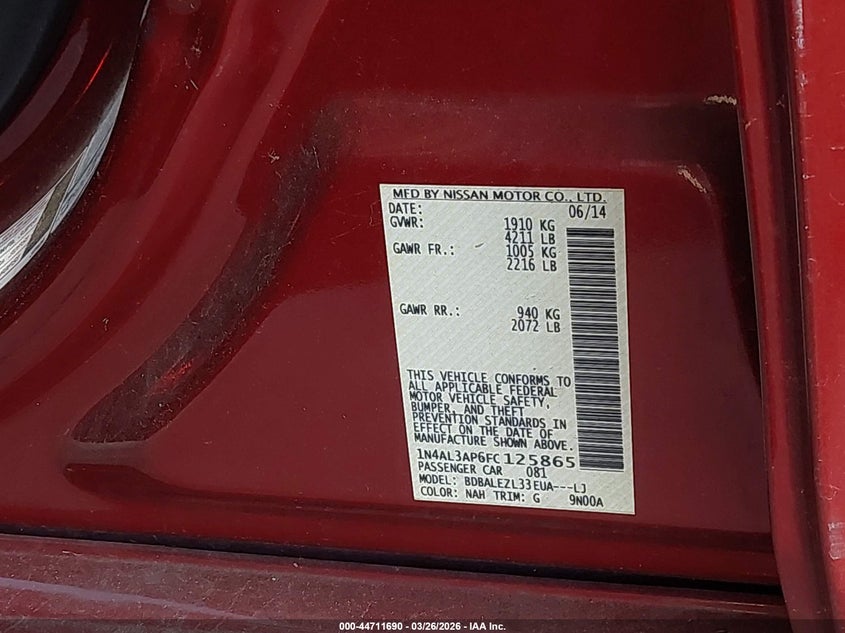 MFD BY NISSAN MOTOR CO., LTD.
DATE: 06/14
GVWR: 1910 KG
4211 LB
GAWR FR.: 1005 KG
2216 LB
GAWR RR.: 940 KG
2072 LB
THIS VEHICLE CONFORMS TO
ALL APPLICABLE FEDERAL
MOTOR VEHICLE SAFETY,
BUMPER, AND THEFT
PREVENTION STANDARDS IN
EFFECT ON THE DATE OF
MANUFACTURE SHOWN ABOVE.
1N4AL3AP6FC125865
PASSENGER CAR 081
MODEL: BDBALEZL33EUA---LJ
COLOR: NAH TRIM: G 9N00A
000-44711690 | 03/26/2026 - IAA Inc.